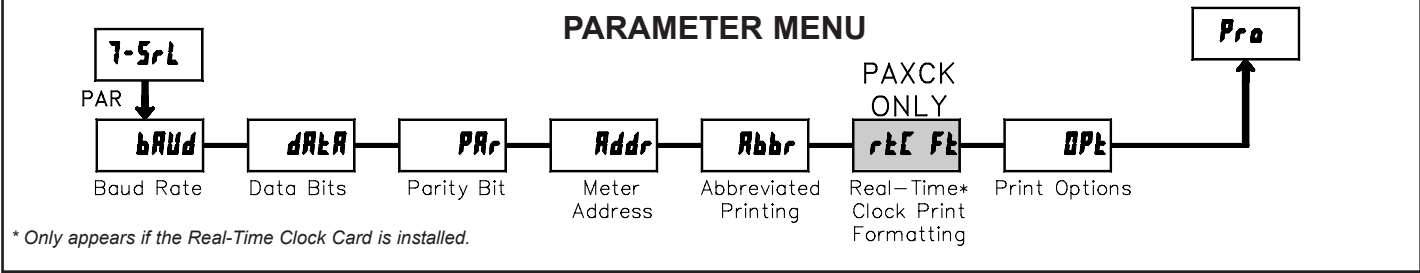 PARAMETER MENU
7-SrL
Pro
PAR
PAXCK
ONLY
bAUd
dAtA
PAr
Addr
Abbr
rtC Ft
OPt
Baud Rate
Data Bits
Parity Bit
Meter
Address
Abbreviated
Printing
Real-Time*
Clock Print
Formatting
Print Options
* Only appears if the Real-Time Clock Card is installed.